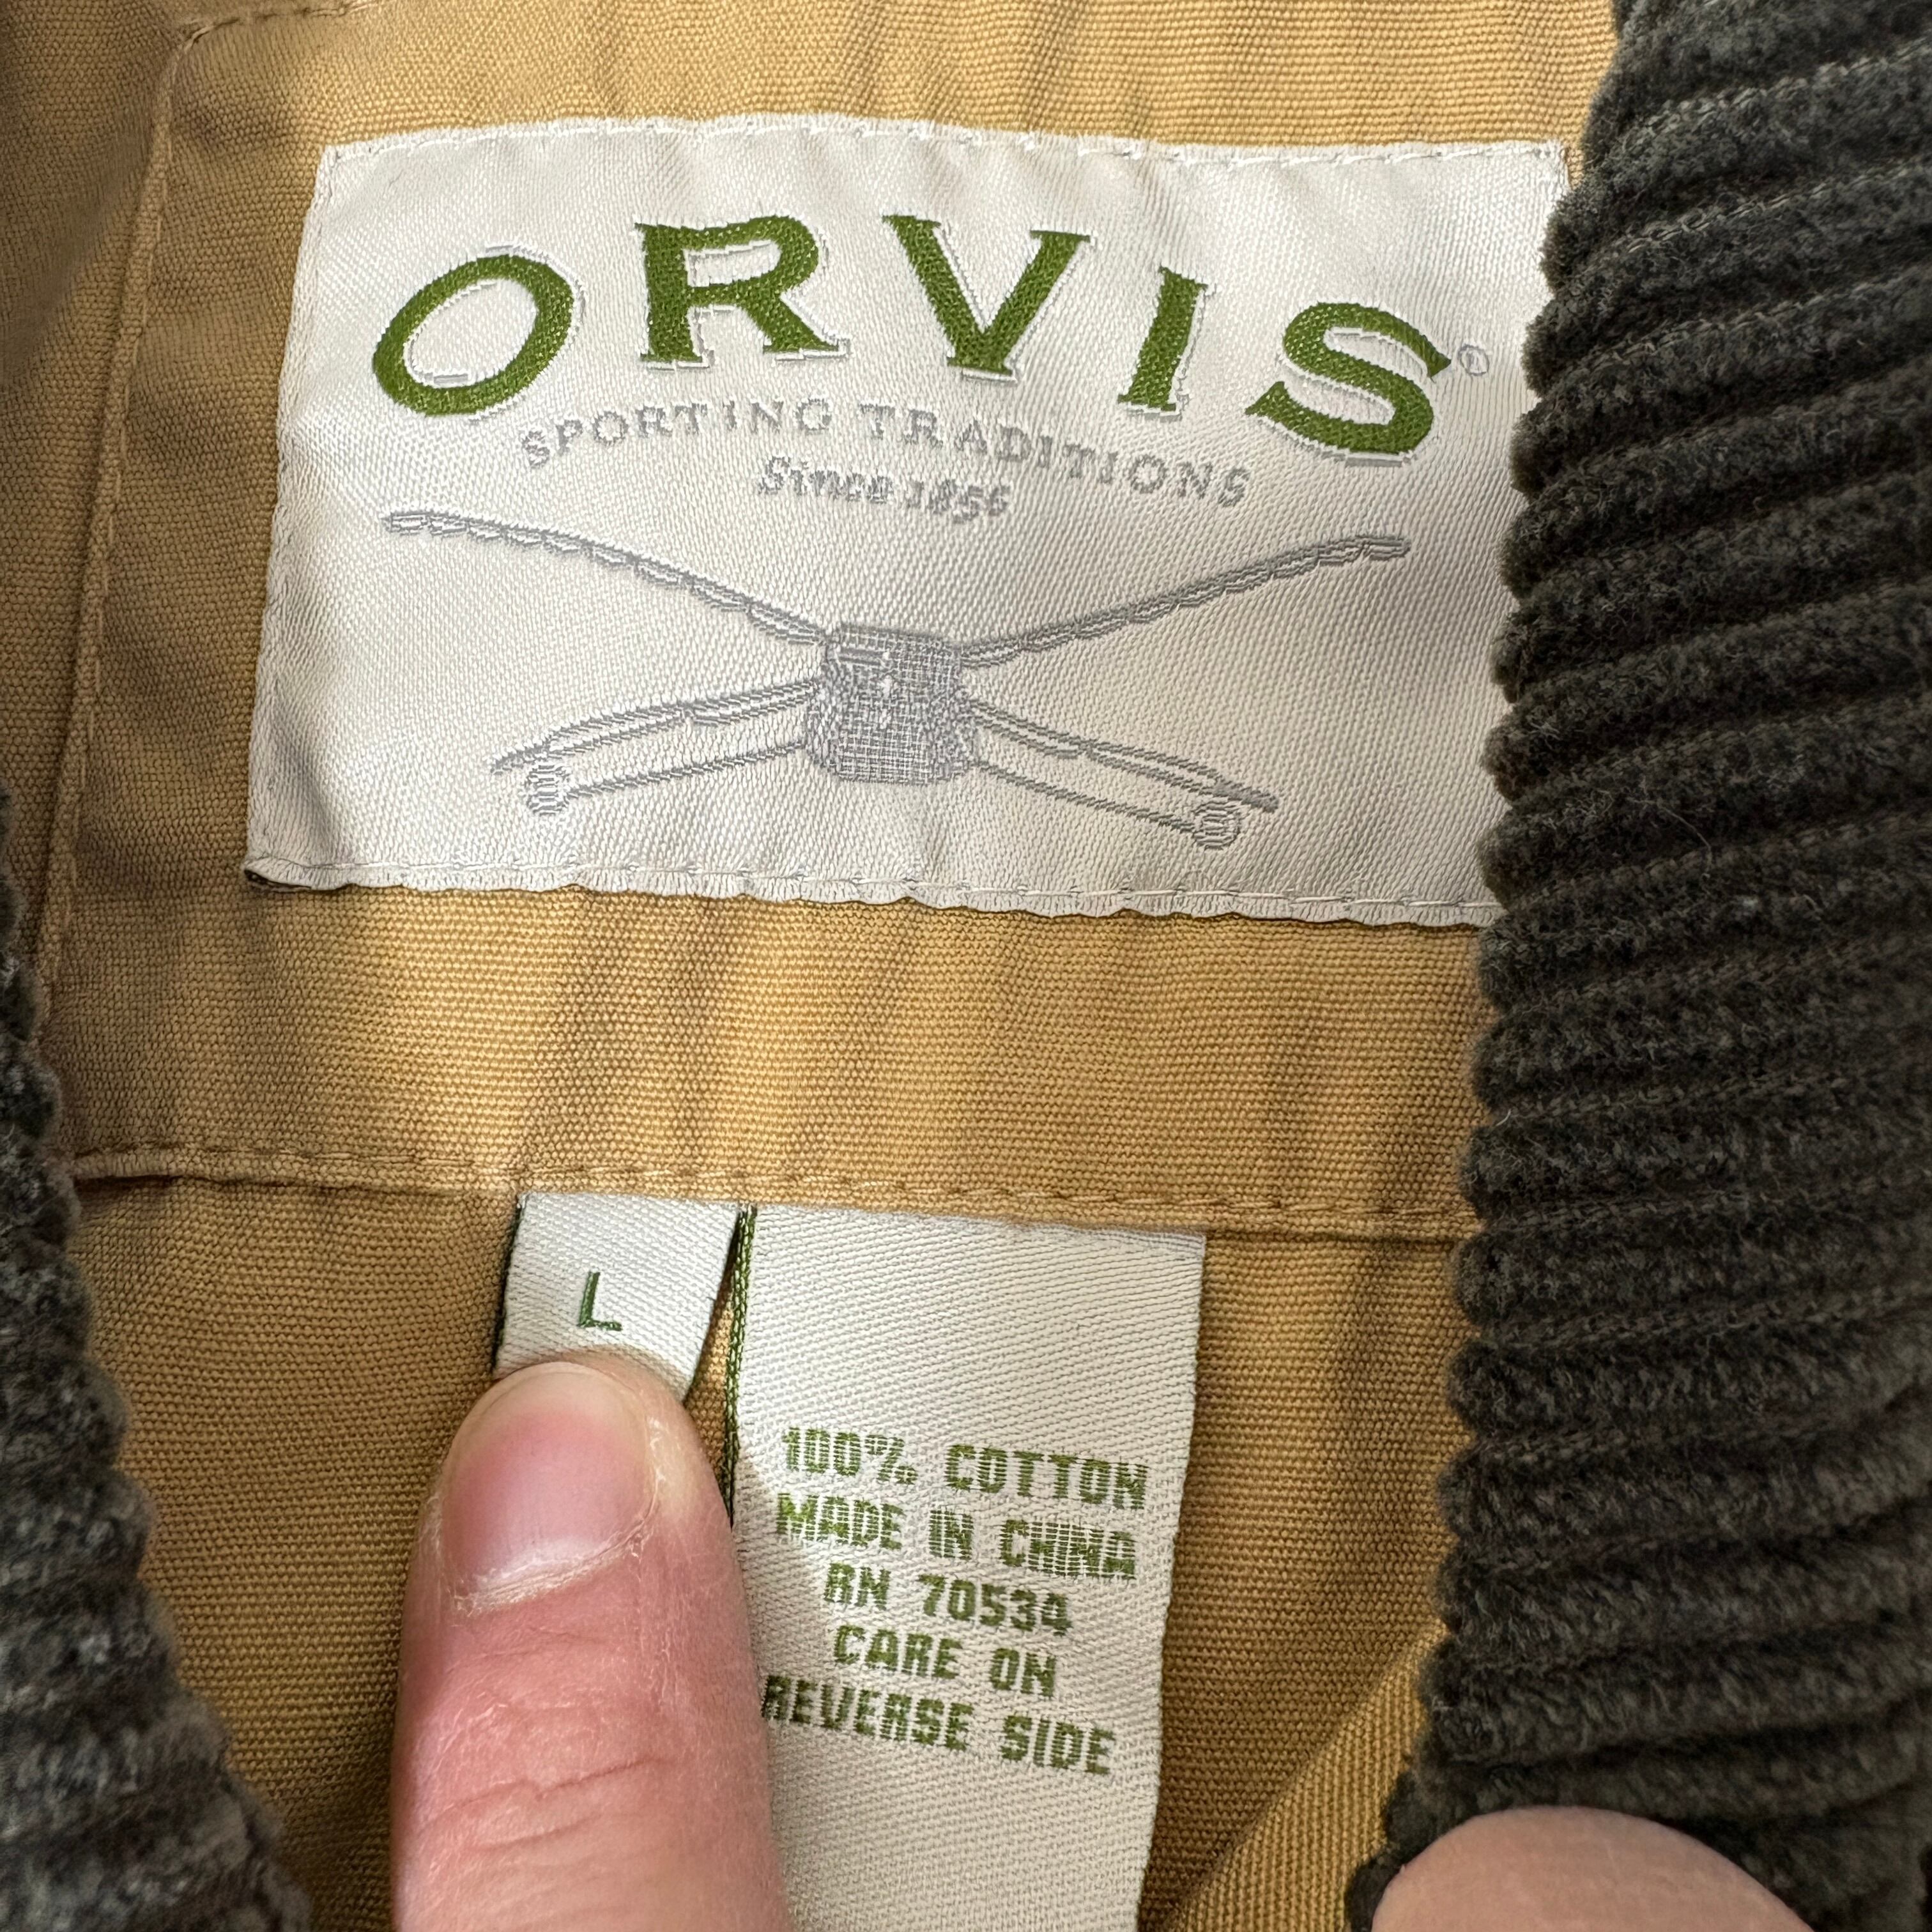 ORVIS®
SPORTING TRADITIONS
Since 1856
L
100% COTTON
MADE IN CHINA
RN 70534
CARE ON
REVERSE SIDE